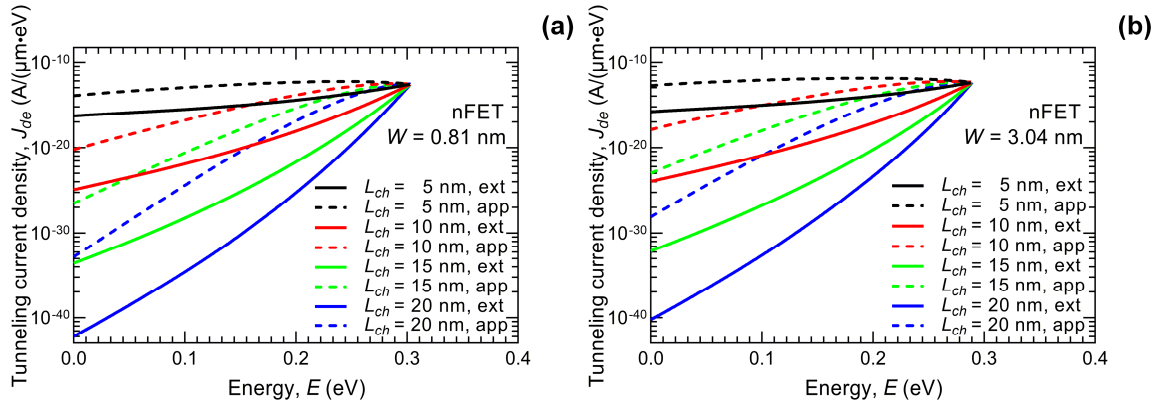 (a)
Tunneling current density, J_de (A/(μm•eV)
10^-10
10^-20
10^-30
10^-40
nFET
W = 0.81 nm
L_ch = 5 nm, ext
L_ch = 5 nm, app
L_ch = 10 nm, ext
L_ch = 10 nm, app
L_ch = 15 nm, ext
L_ch = 15 nm, app
L_ch = 20 nm, ext
L_ch = 20 nm, app
0.0 0.1 0.2 0.3 0.4
Energy, E (eV)
(b)
Tunneling current density, J_de (A/(μm•eV)
10^-10
10^-20
10^-30
10^-40
nFET
W = 3.04 nm
L_ch = 5 nm, ext
L_ch = 5 nm, app
L_ch = 10 nm, ext
L_ch = 10 nm, app
L_ch = 15 nm, ext
L_ch = 15 nm, app
L_ch = 20 nm, ext
L_ch = 20 nm, app
0.0 0.1 0.2 0.3 0.4
Energy, E (eV)